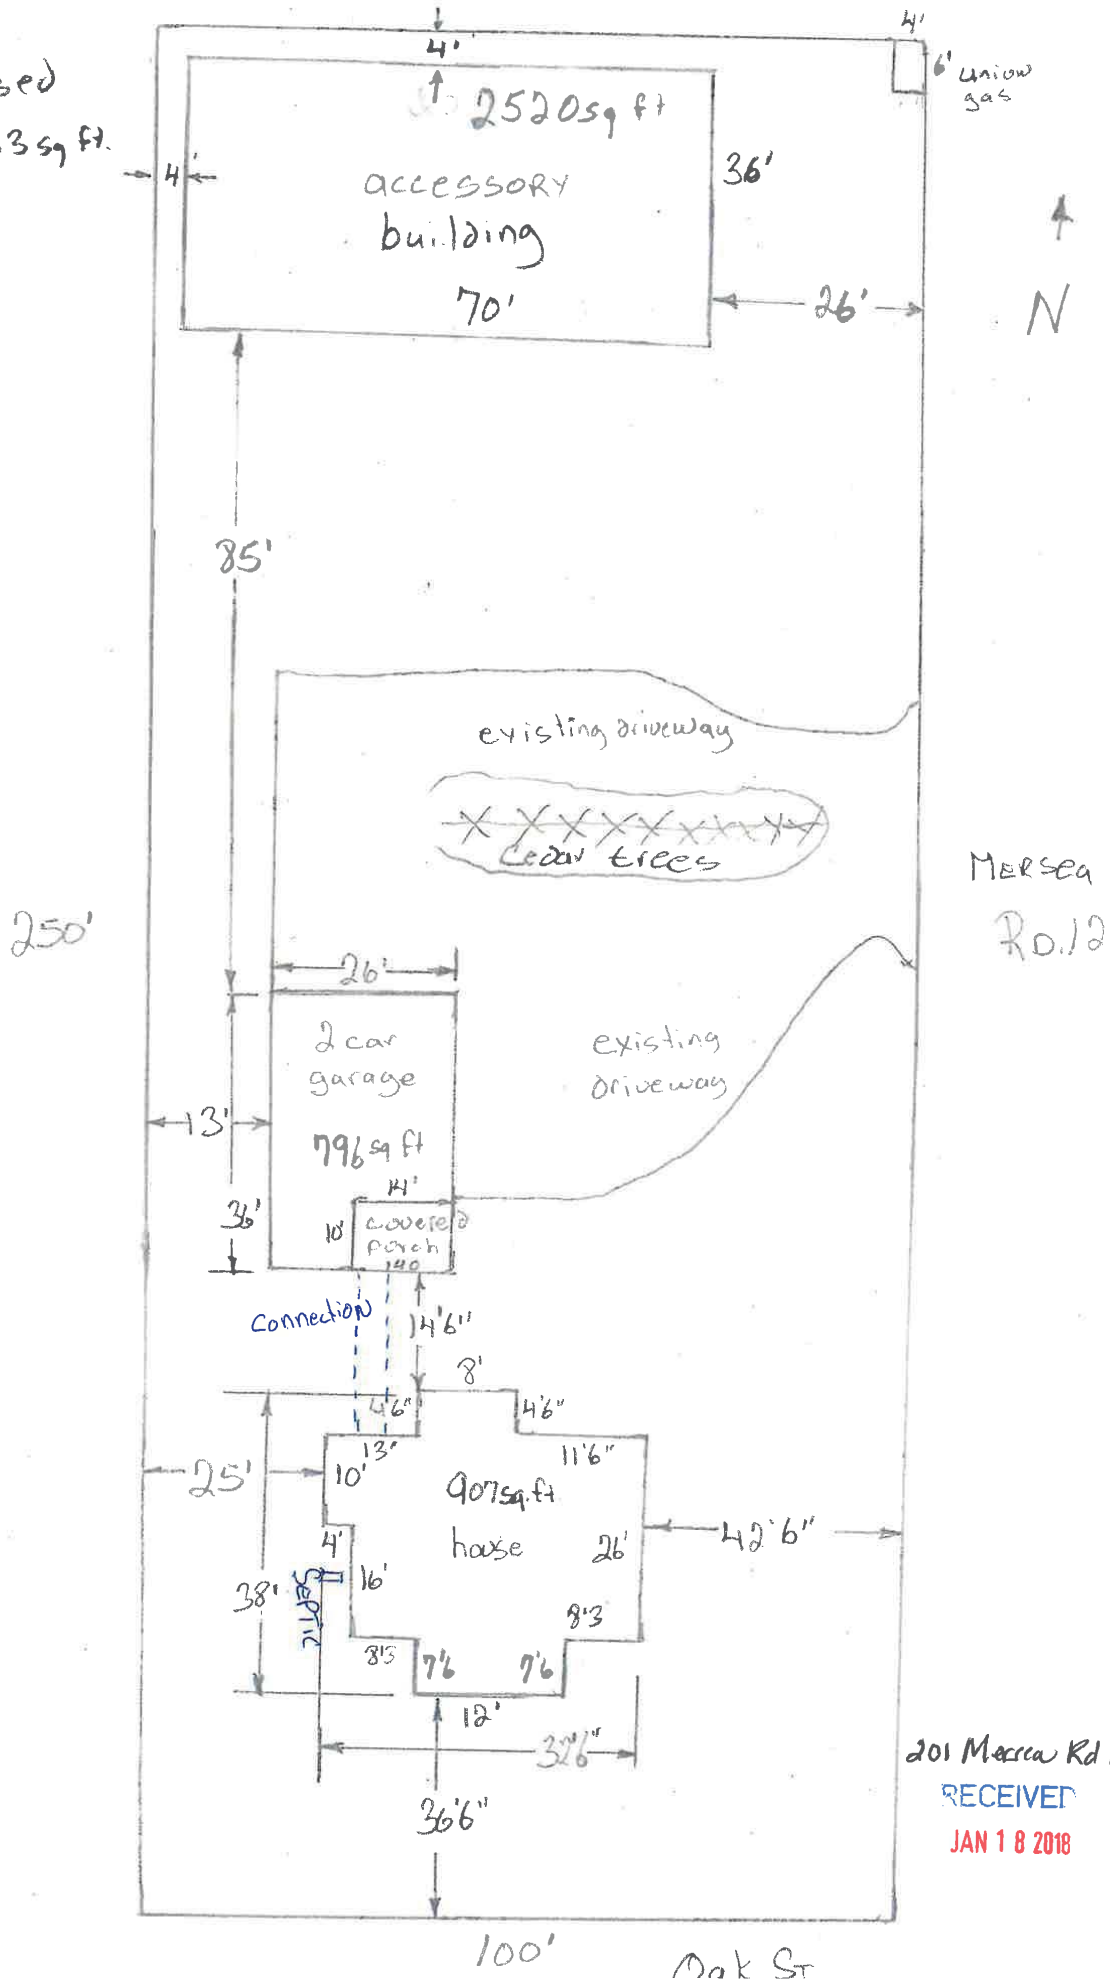 4'
4'
6' union
gas
3 sq ft.
4'
2520 sq ft
accessory
building
36'
70'
26'
N
85'
existing driveway
cedar trees
Mersea
RD.12
250'
26'
2 car
garage
796 sq ft
existing
driveway
13'
36'
14'
10'
covered
porch
140
connection
14'6"
8'
4'6"
4'6"
13"
11'6"
25'
10'
907 sq.ft
house
42'6"
4'
16'
26'
SEPTIC
38'
8'3
8'3
7'6
7'6
12'
32'6"
36'6"
201 Mersea Rd
RECEIVED
JAN 18 2018
100'
Oak St